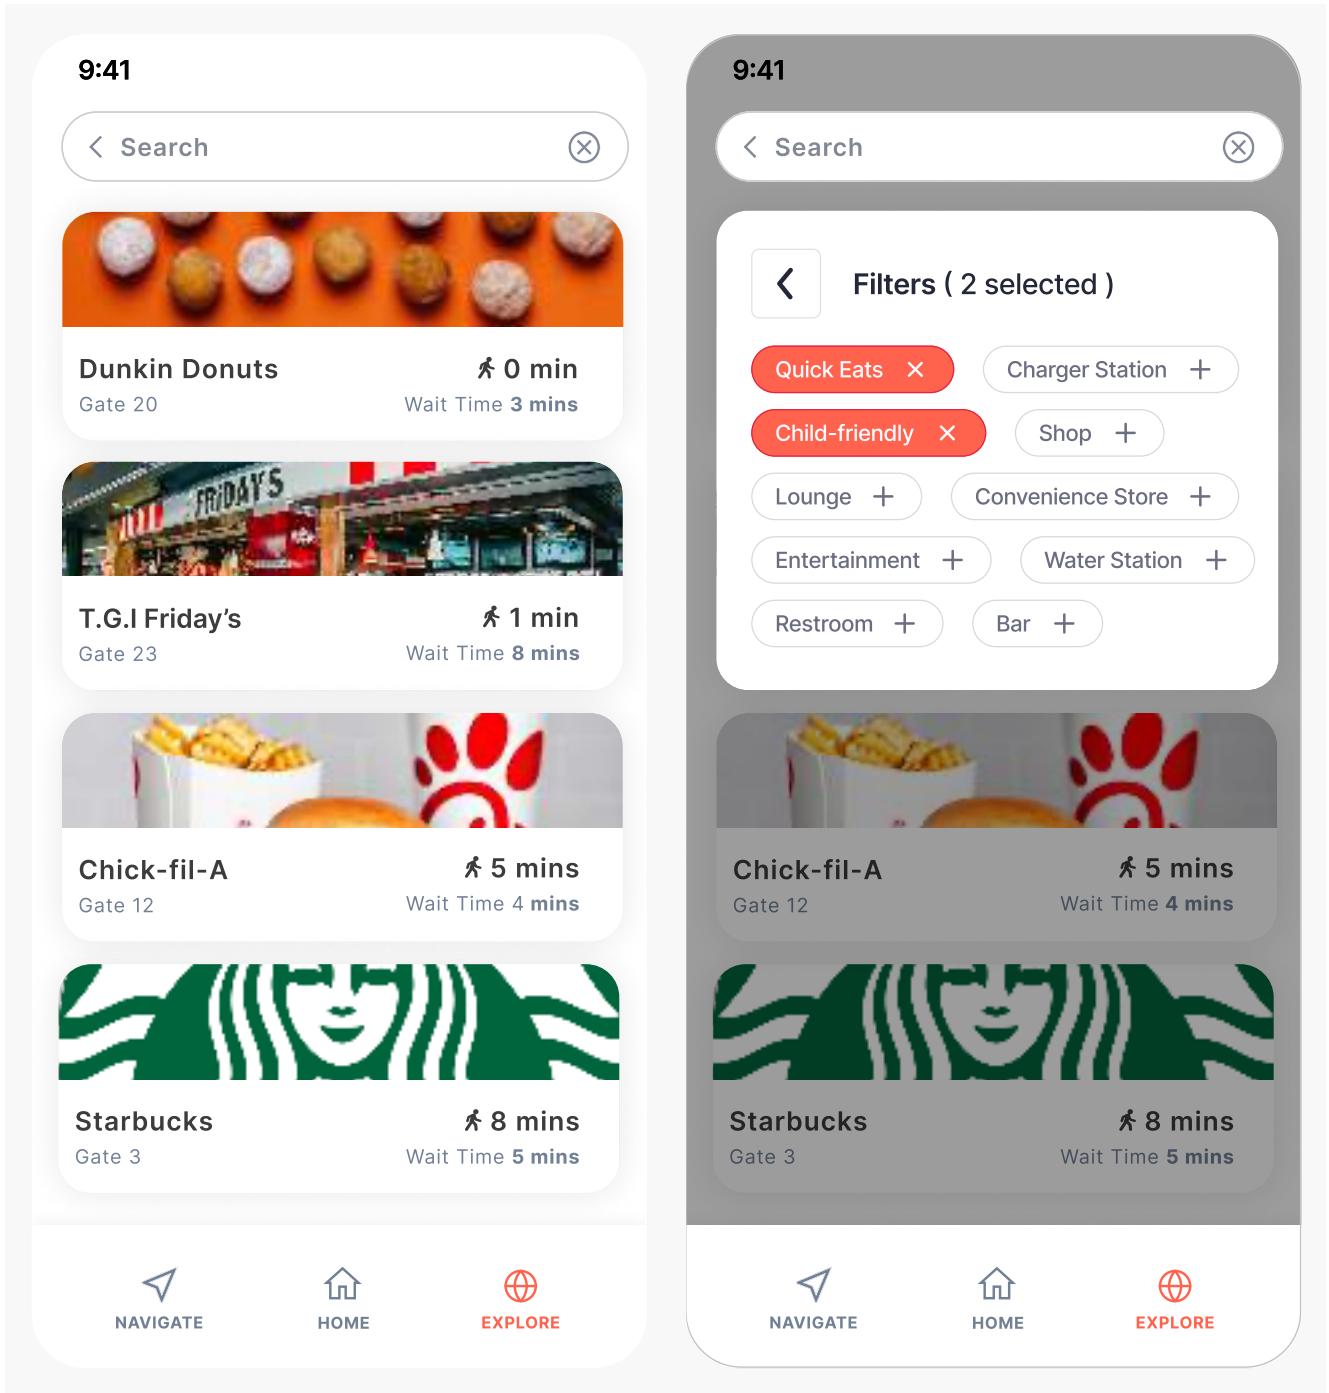 9:41
Search
Dunkin Donuts
0 min
Gate 20
Wait Time 3 mins
FRiDAY'S
T.G.I Friday’s
1 min
Gate 23
Wait Time 8 mins
Chick-fil-A
5 mins
Gate 12
Wait Time 4 mins
Starbucks
8 mins
Gate 3
Wait Time 5 mins
NAVIGATE
HOME
EXPLORE
9:41
Search
Filters ( 2 selected )
Quick Eats
Charger Station
Child-friendly
Shop
Lounge
Convenience Store
Entertainment
Water Station
Restroom
Bar
Chick-fil-A
5 mins
Gate 12
Wait Time 4 mins
Starbucks
8 mins
Gate 3
Wait Time 5 mins
NAVIGATE
HOME
EXPLORE